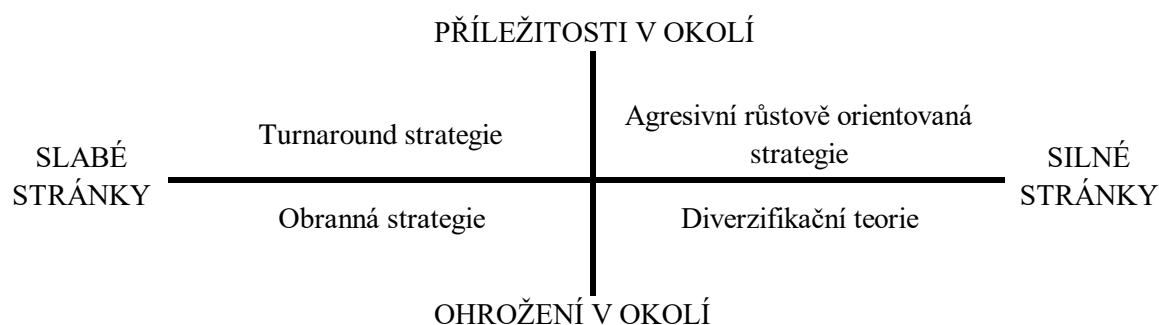 PŘÍLEŽITOSTI V OKOLÍ
Turnaround strategie
Agresivní růstově orientovaná
strategie
SLABÉ
STRÁNKY
SILNÉ
STRÁNKY
Obranná strategie
Diverzifikační teorie
OHROŽENÍ V OKOLÍ